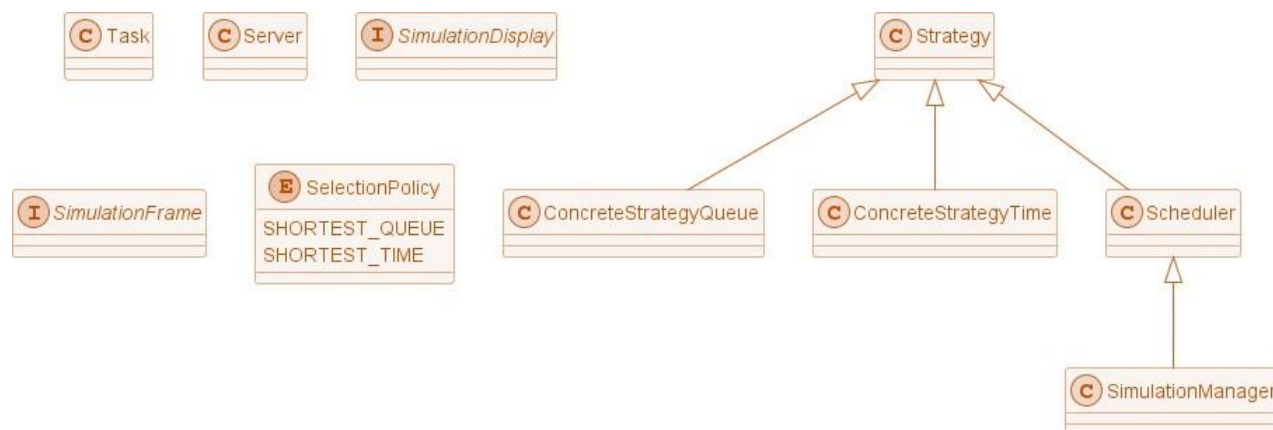 C Task
C Server
I SimulationDisplay
C Strategy
I SimulationFrame
E SelectionPolicy
SHORTEST_QUEUE
SHORTEST_TIME
C ConcreteStrategyQueue
C ConcreteStrategyTime
C Scheduler
C SimulationManager